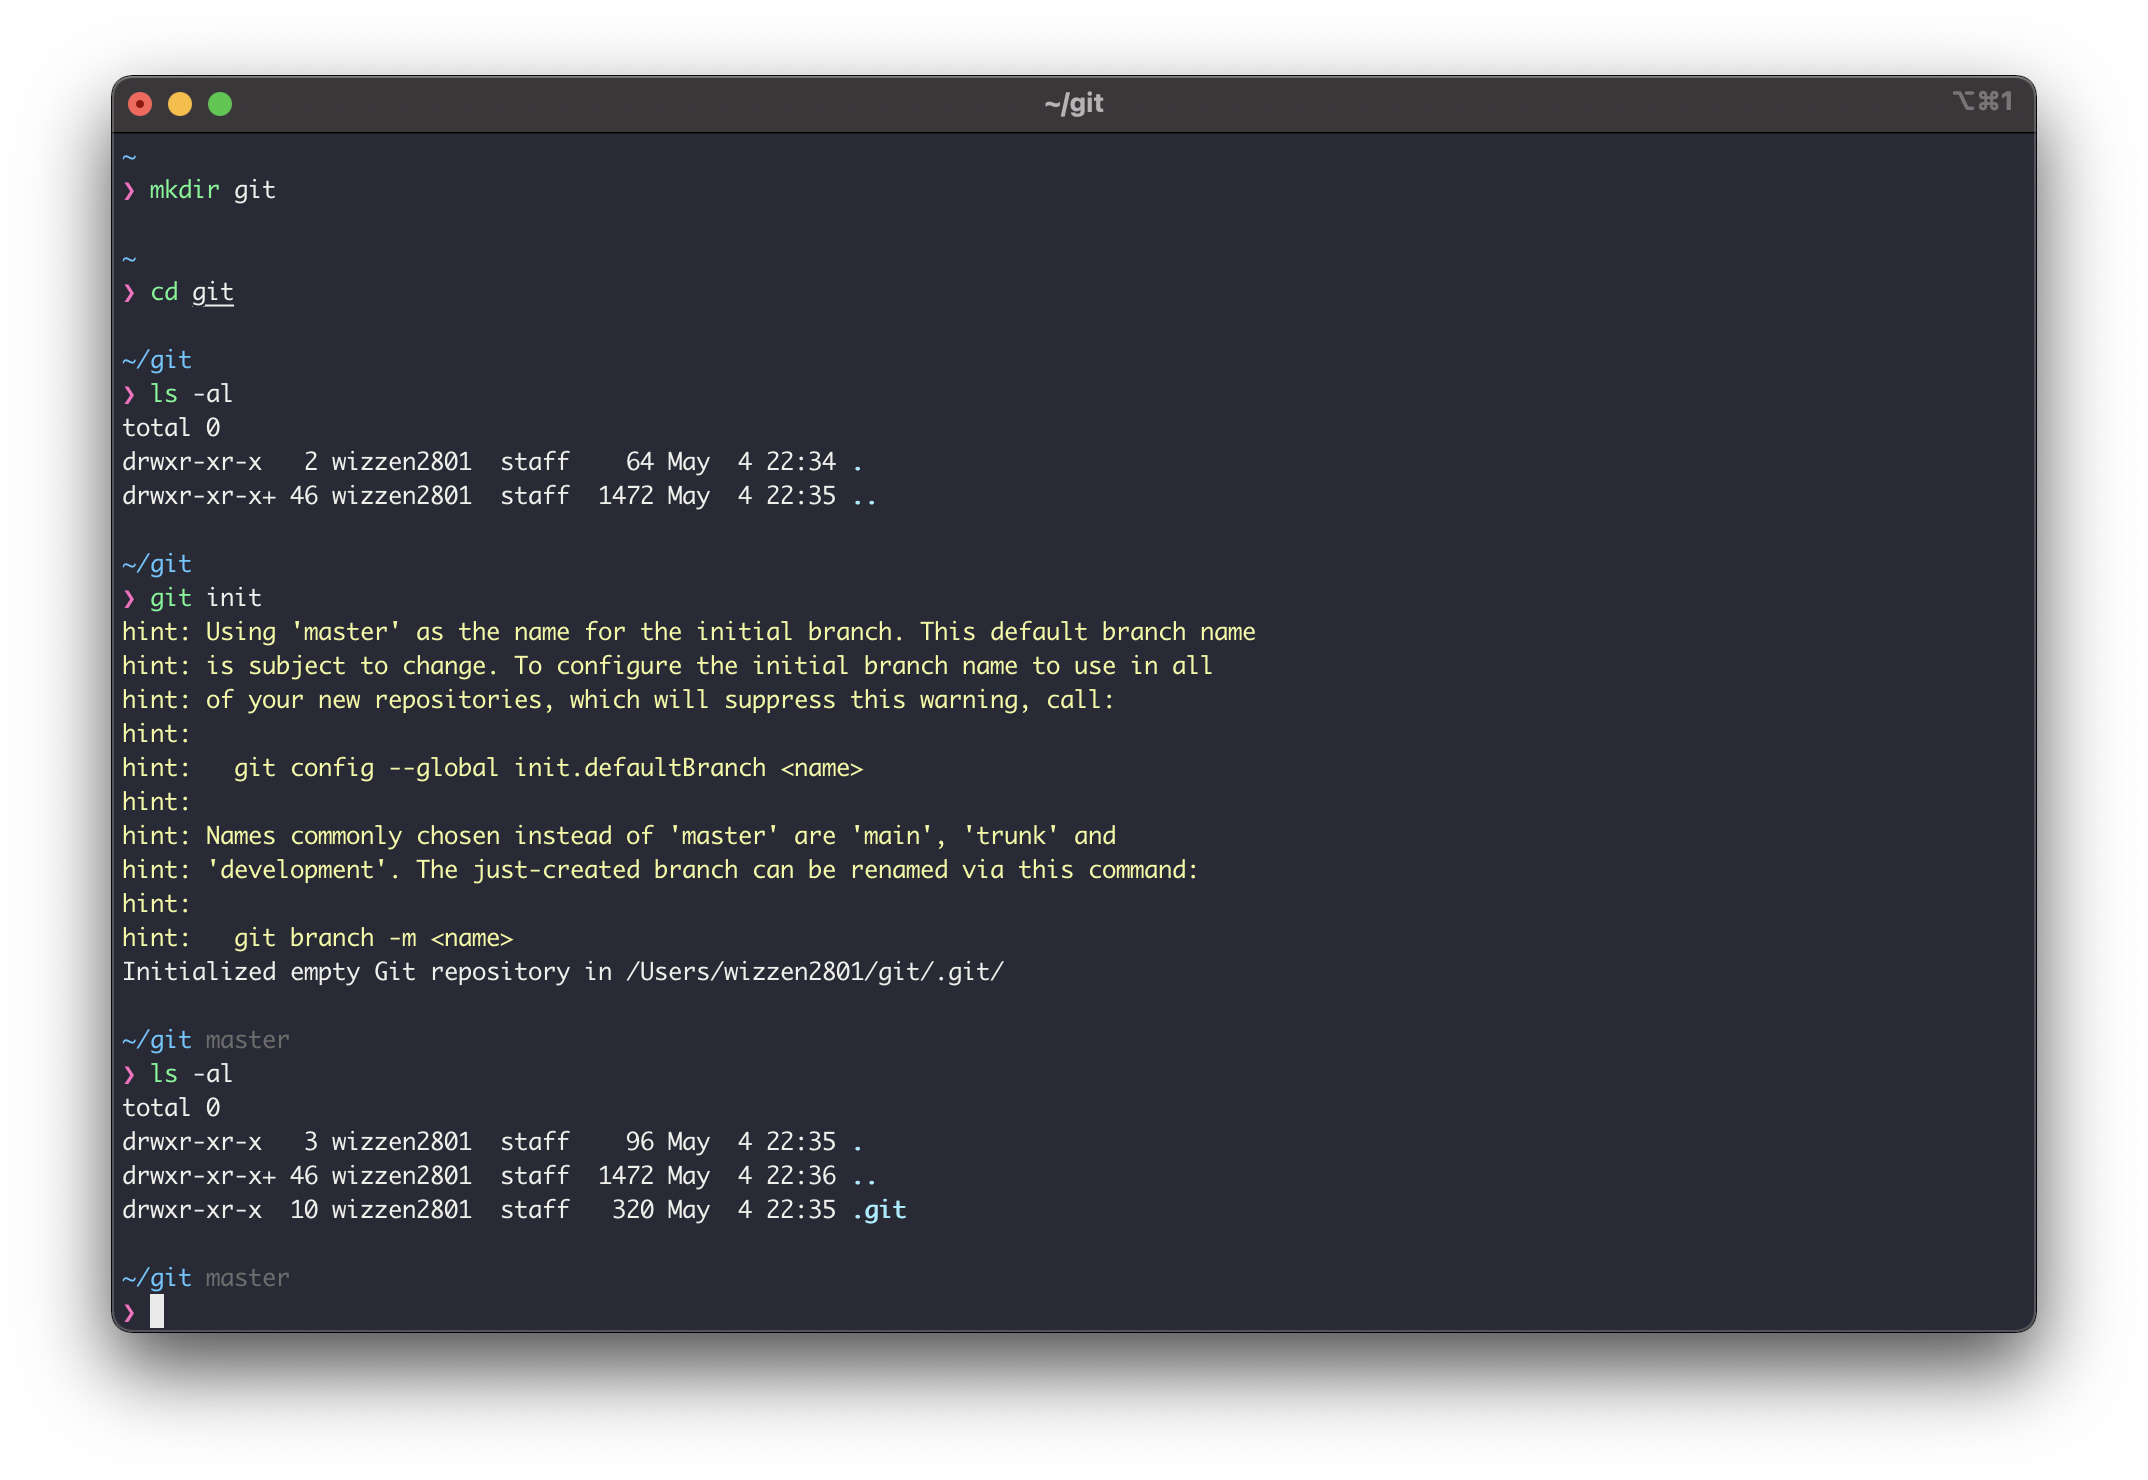 ~/git
⌥⌘1
~
❯ mkdir git
~
❯ cd git
~/git
❯ ls -al
total 0
drwxr-xr-x   2 wizzen2801  staff    64 May  4 22:34 .
drwxr-xr-x+ 46 wizzen2801  staff  1472 May  4 22:35 ..
~/git
❯ git init
hint: Using 'master' as the name for the initial branch. This default branch name
hint: is subject to change. To configure the initial branch name to use in all
hint: of your new repositories, which will suppress this warning, call:
hint:
hint:   git config --global init.defaultBranch <name>
hint:
hint: Names commonly chosen instead of 'master' are 'main', 'trunk' and
hint: 'development'. The just-created branch can be renamed via this command:
hint:
hint:   git branch -m <name>
Initialized empty Git repository in /Users/wizzen2801/git/.git/
~/git master
❯ ls -al
total 0
drwxr-xr-x   3 wizzen2801  staff    96 May  4 22:35 .
drwxr-xr-x+ 46 wizzen2801  staff  1472 May  4 22:36 ..
drwxr-xr-x  10 wizzen2801  staff   320 May  4 22:35 .git
~/git master
❯